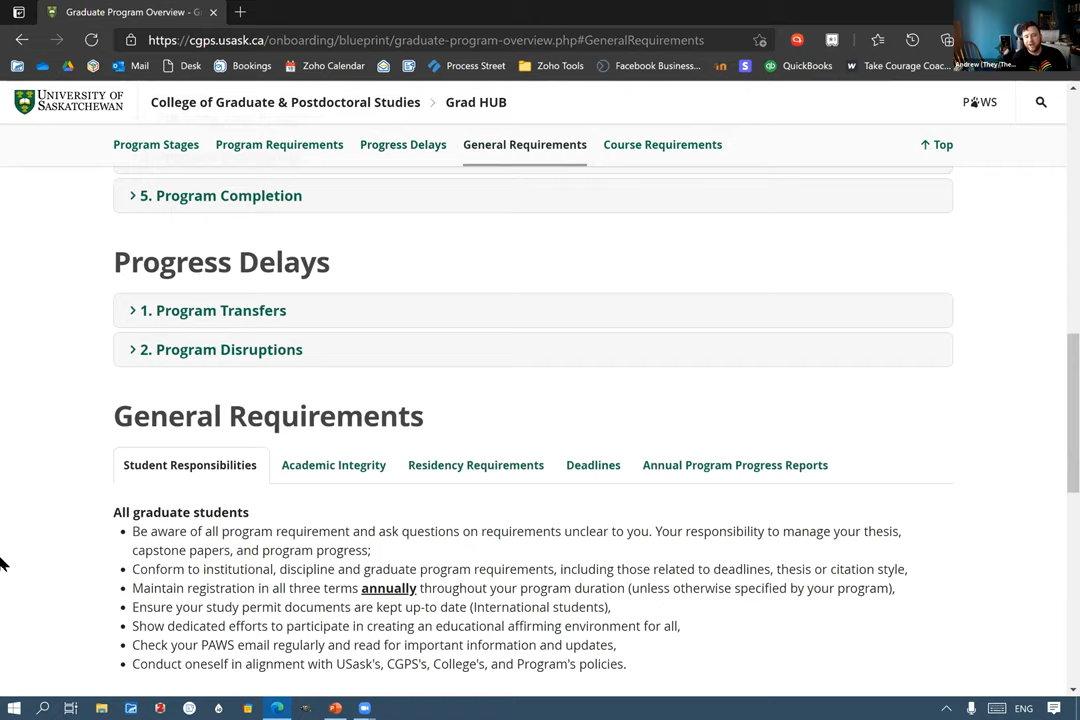 Graduate Program Overview - G
https://cgps.usask.ca/onboarding/blueprint/graduate-program-overview.php#GeneralRequirements
Andrew (They/The...
Mail
Desk
Bookings
Zoho Calendar
Process Street
Zoho Tools
Facebook Business...
in
S
QuickBooks
Take Courage Coac...
UNIVERSITY OF
SASKATCHEWAN
College of Graduate & Postdoctoral Studies
Grad HUB
PAWS
Program Stages
Program Requirements
Progress Delays
General Requirements
Course Requirements
Top
5. Program Completion
Progress Delays
1. Program Transfers
2. Program Disruptions
General Requirements
Student Responsibilities
Academic Integrity
Residency Requirements
Deadlines
Annual Program Progress Reports
All graduate students
• Be aware of all program requirement and ask questions on requirements unclear to you. Your responsibility to manage your thesis,
capstone papers, and program progress;
• Conform to institutional, discipline and graduate program requirements, including those related to deadlines, thesis or citation style,
• Maintain registration in all three terms annually throughout your program duration (unless otherwise specified by your program),
• Ensure your study permit documents are kept up-to date (International students),
• Show dedicated efforts to participate in creating an educational affirming environment for all,
• Check your PAWS email regularly and read for important information and updates,
• Conduct oneself in alignment with USask's, CGPS's, College's, and Program's policies.
ENG